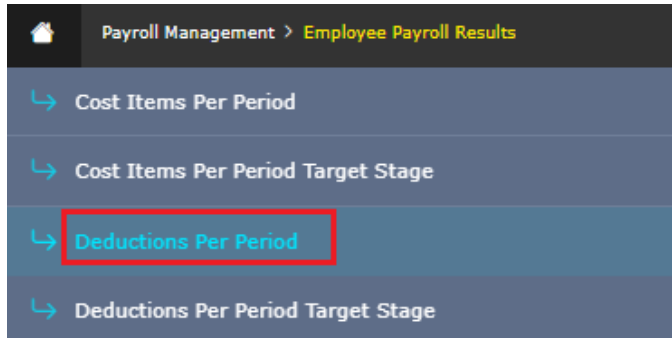 Payroll Management > Employee Payroll Results
Cost Items Per Period
Cost Items Per Period Target Stage
Deductions Per Period
Deductions Per Period Target Stage